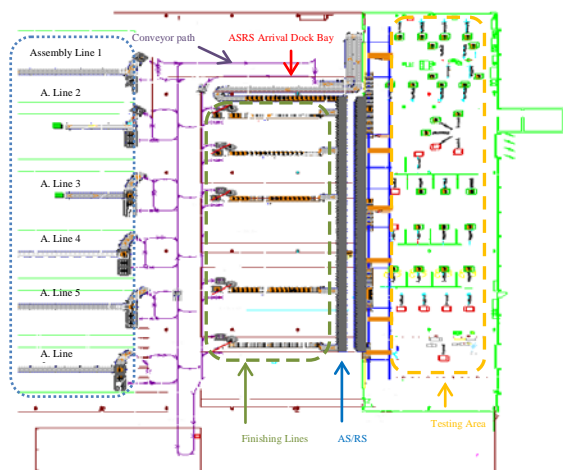 Conveyor path
ASRS Arrival Dock Bay
Assembly Line 1
A. Line 2
A. Line 3
A. Line 4
A. Line 5
A. Line
Finishing Lines
AS/RS
Testing Area